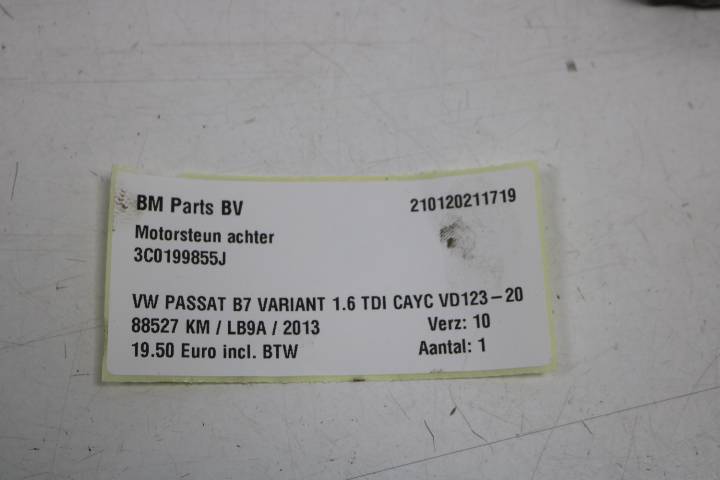 BM Parts BV 210120211719
Motorsteun achter
3C0199855J
VW PASSAT B7 VARIANT 1.6 TDI CAYC VD123-20
88527 KM / LB9A / 2013 Verz: 10
19.50 Euro incl. BTW Aantal: 1